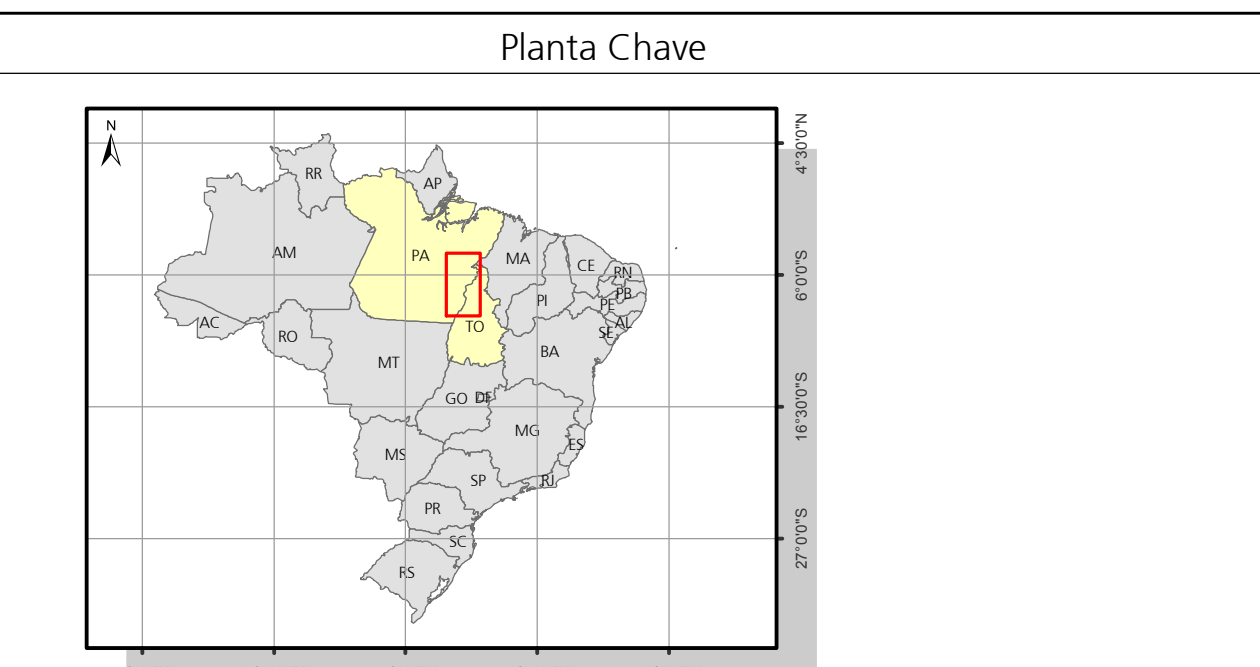 Planta Chave
N
4°30'0"N
RR
AP
AM
PA
MA
CE
RN
6°0'0"S
PB
PI
PE
AC
TO
AL
SE
RO
BA
MT
GO
DF
16°30'0"S
MG
ES
MS
SP
RJ
PR
27°0'0"S
SC
RS